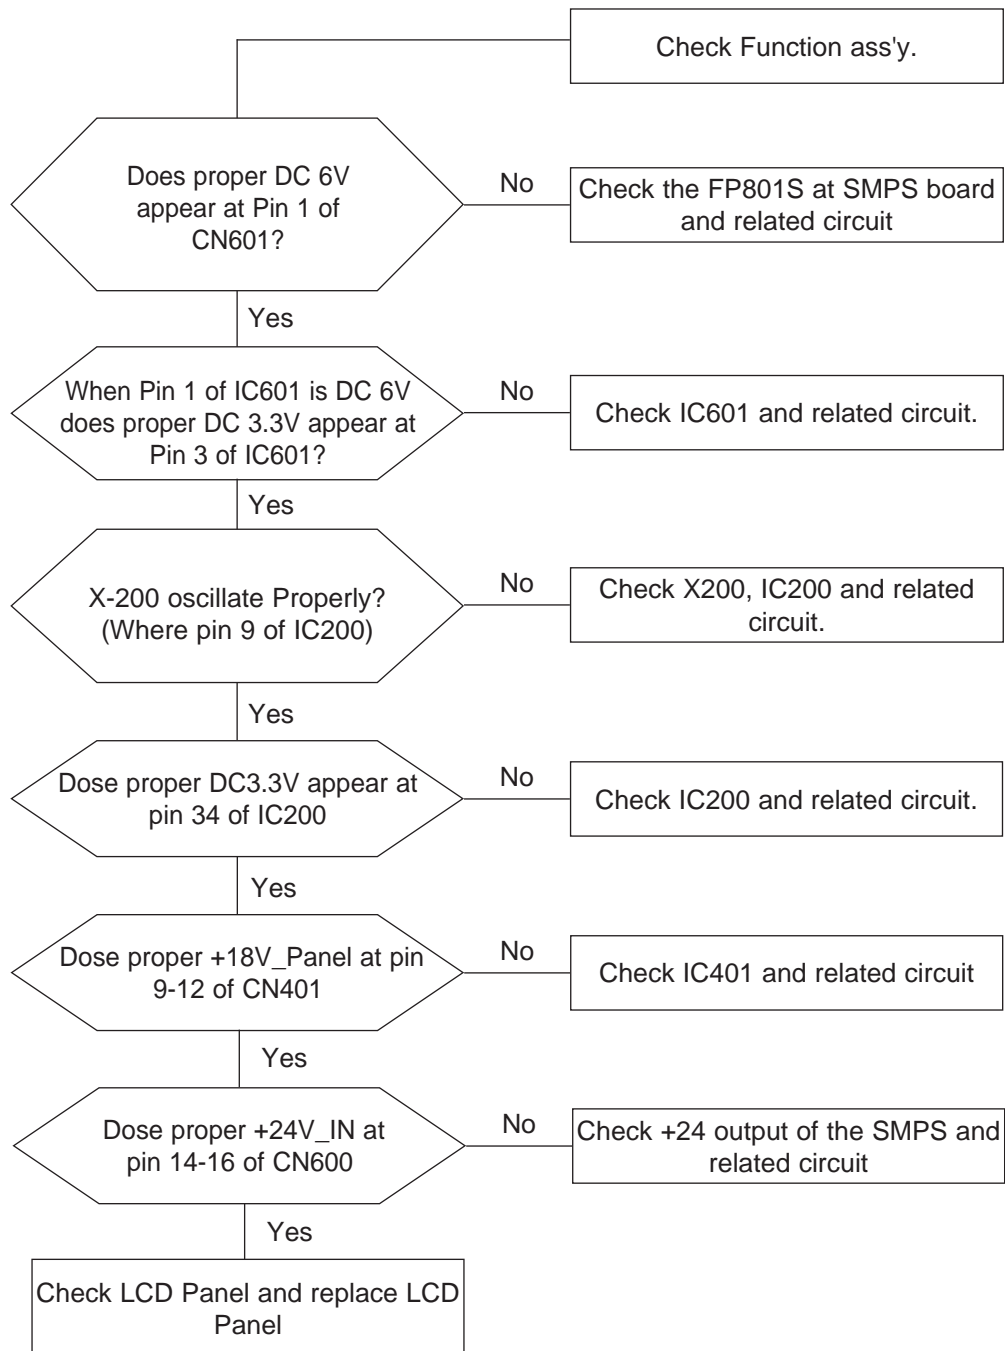 Check Function ass'y.
Does proper DC 6V
appear at Pin 1 of
CN601?
No
Check the FP801S at SMPS board
and related circuit
Yes
When Pin 1 of IC601 is DC 6V
does proper DC 3.3V appear at
Pin 3 of IC601?
No
Check IC601 and related circuit.
Yes
X-200 oscillate Properly?
(Where pin 9 of IC200)
No
Check X200, IC200 and related
circuit.
Yes
Dose proper DC3.3V appear at
pin 34 of IC200
No
Check IC200 and related circuit.
Yes
Dose proper +18V_Panel at pin
9-12 of CN401
No
Check IC401 and related circuit
Yes
Dose proper +24V_IN at
pin 14-16 of CN600
No
Check +24 output of the SMPS and
related circuit
Yes
Check LCD Panel and replace LCD
Panel